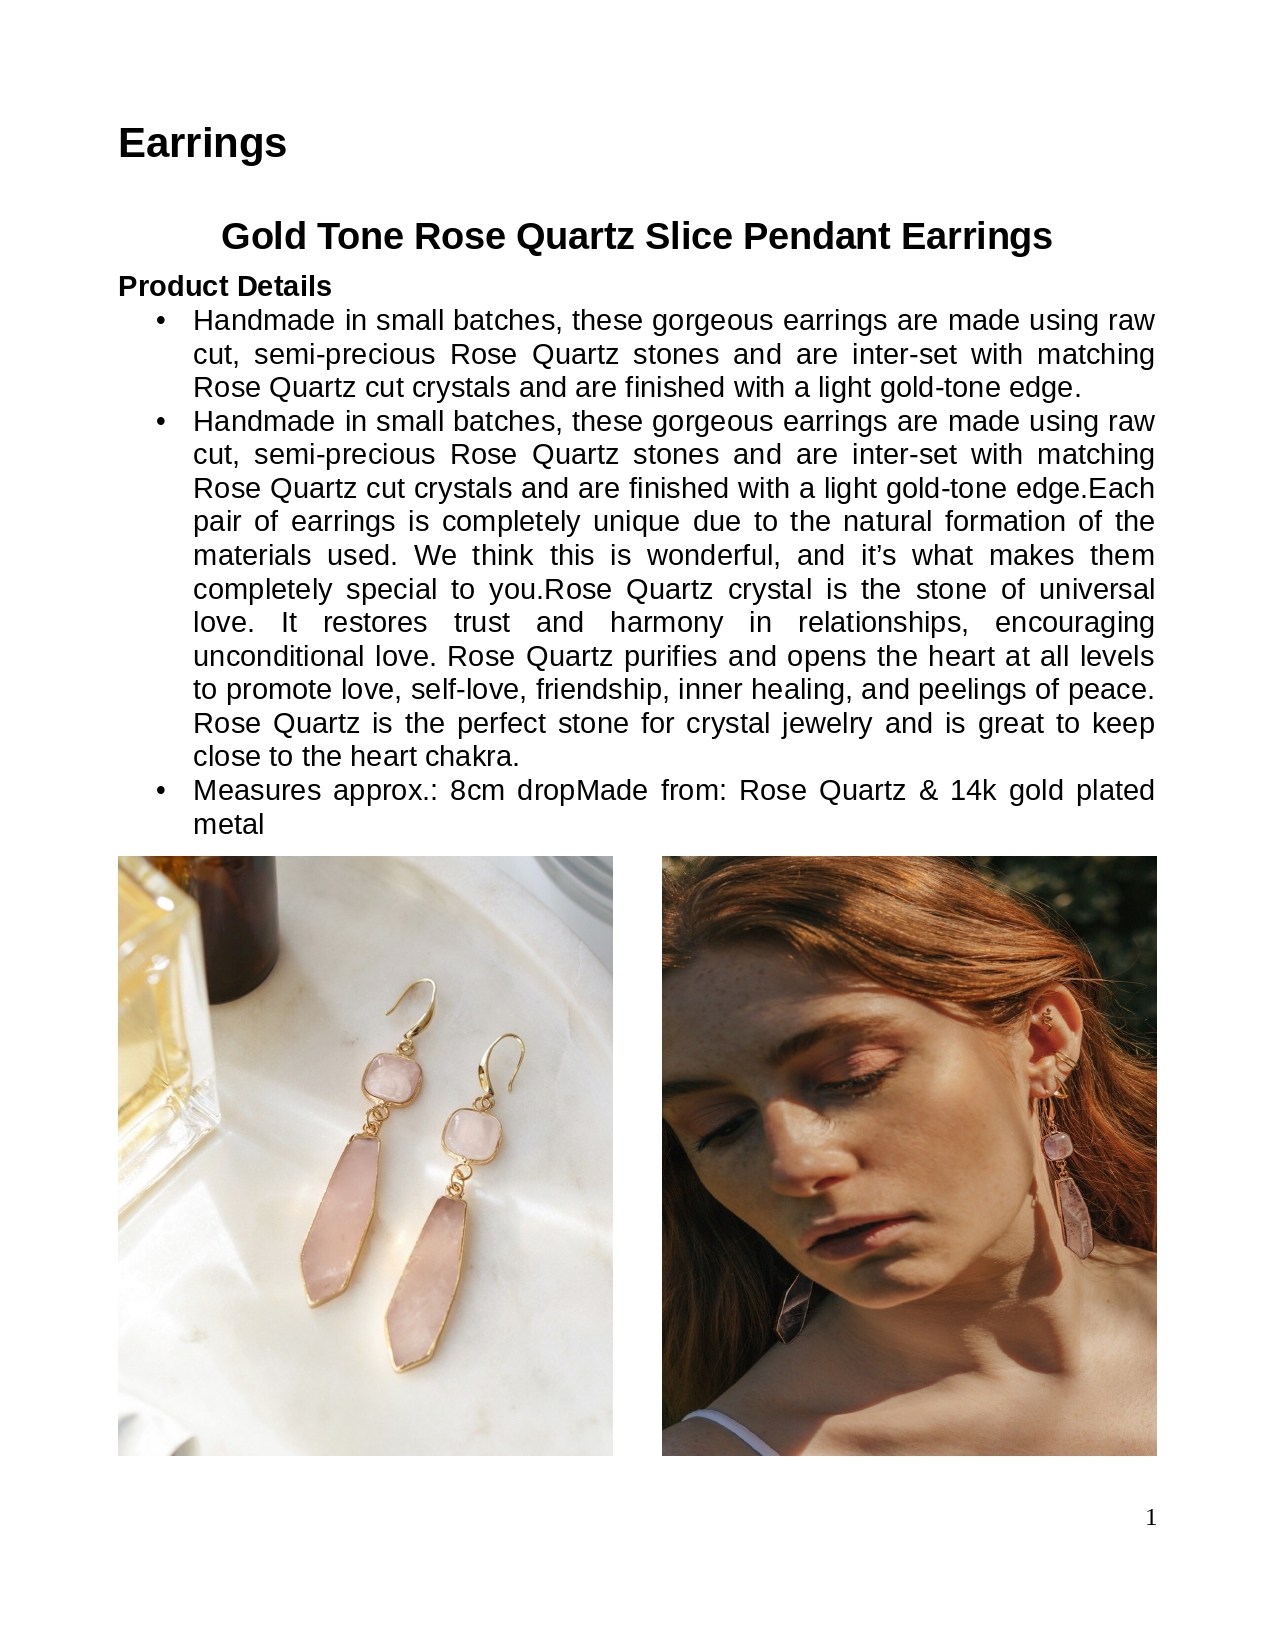 Earrings
Gold Tone Rose Quartz Slice Pendant Earrings
Product Details
• Handmade in small batches, these gorgeous earrings are made using raw
cut, semi-precious Rose Quartz stones and are inter-set with matching
Rose Quartz cut crystals and are finished with a light gold-tone edge.
• Handmade in small batches, these gorgeous earrings are made using raw
cut, semi-precious Rose Quartz stones and are inter-set with matching
Rose Quartz cut crystals and are finished with a light gold-tone edge.Each
pair of earrings is completely unique due to the natural formation of the
materials used. We think this is wonderful, and it’s what makes them
completely special to you.Rose Quartz crystal is the stone of universal
love. It restores trust and harmony in relationships, encouraging
unconditional love. Rose Quartz purifies and opens the heart at all levels
to promote love, self-love, friendship, inner healing, and peelings of peace.
Rose Quartz is the perfect stone for crystal jewelry and is great to keep
close to the heart chakra.
• Measures approx.: 8cm dropMade from: Rose Quartz & 14k gold plated
metal
1